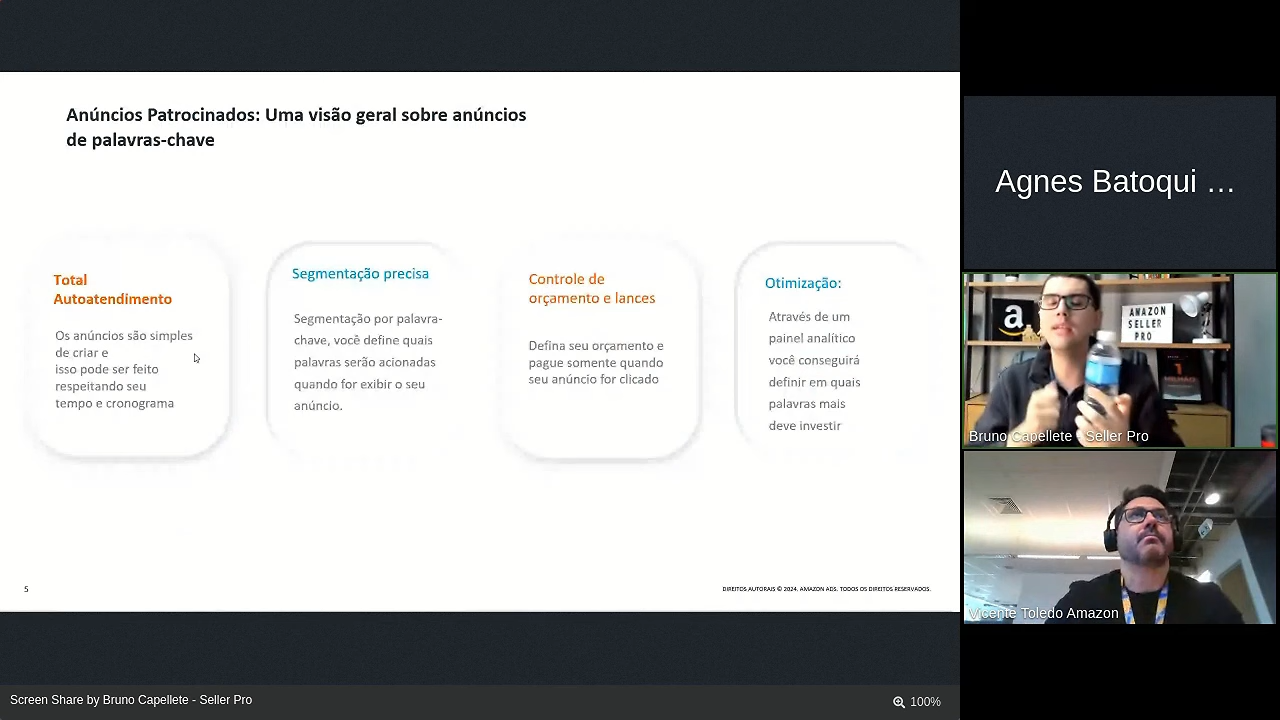 Anúncios Patrocinados: Uma visão geral sobre anúncios
de palavras-chave
Total
Autoatendimento
Os anúncios são simples
de criar e
isso pode ser feito
respeitando seu
tempo e cronograma
Segmentação precisa
Segmentação por palavra-
chave, você define quais
palavras serão acionadas
quando for exibir o seu
anúncio.
Controle de
orçamento e lances
Defina seu orçamento e
pague somente quando
seu anúncio for clicado
Otimização:
Através de um
painel analítico
você conseguirá
definir em quais
palavras mais
deve investir
5
DIREITOS AUTORAIS © 2024. AMAZON ADS. TODOS OS DIREITOS RESERVADOS.
Screen Share by Bruno Capellete - Seller Pro
100%
Agnes Batoqui …
a
AMAZON
SELLER
PRO
1
MILHÃO
Bruno Capellete - Seller Pro
Vicente Toledo Amazon